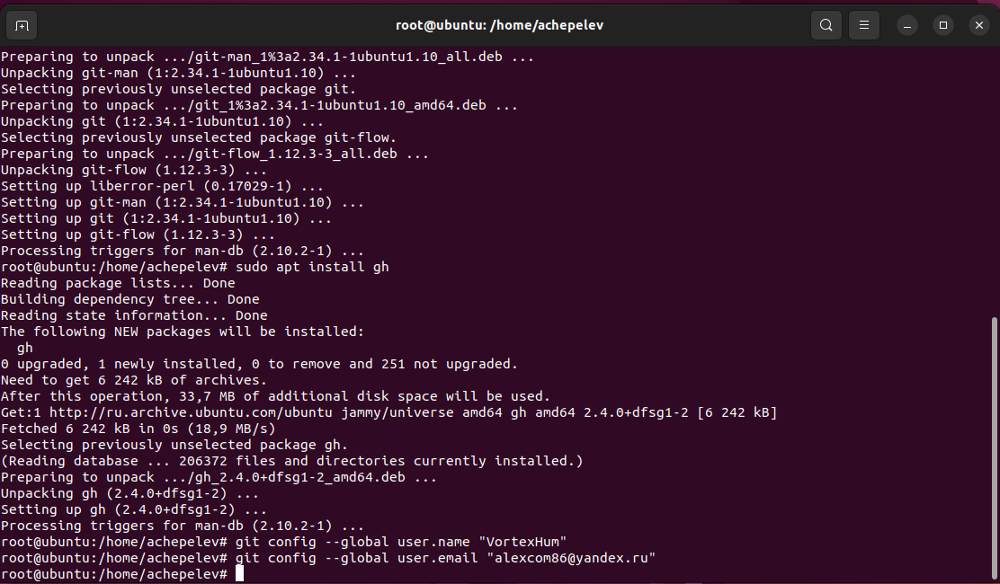 root@ubuntu: /home/achepelev
Preparing to unpack .../git-man_1%3a2.34.1-1ubuntu1.10_all.deb ...
Unpacking git-man (1:2.34.1-1ubuntu1.10) ...
Selecting previously unselected package git.
Preparing to unpack .../git_1%3a2.34.1-1ubuntu1.10_amd64.deb ...
Unpacking git (1:2.34.1-1ubuntu1.10) ...
Selecting previously unselected package git-flow.
Preparing to unpack .../git-flow_1.12.3-3_all.deb ...
Unpacking git-flow (1.12.3-3) ...
Setting up liberror-perl (0.17029-1) ...
Setting up git-man (1:2.34.1-1ubuntu1.10) ...
Setting up git (1:2.34.1-1ubuntu1.10) ...
Setting up git-flow (1.12.3-3) ...
Processing triggers for man-db (2.10.2-1) ...
root@ubuntu:/home/achepelev# sudo apt install gh
Reading package lists... Done
Building dependency tree... Done
Reading state information... Done
The following NEW packages will be installed:
  gh
0 upgraded, 1 newly installed, 0 to remove and 251 not upgraded.
Need to get 6 242 kB of archives.
After this operation, 33,7 MB of additional disk space will be used.
Get:1 http://ru.archive.ubuntu.com/ubuntu jammy/universe amd64 gh amd64 2.4.0+dfsg1-2 [6 242 kB]
Fetched 6 242 kB in 0s (18,9 MB/s)
Selecting previously unselected package gh.
(Reading database ... 206372 files and directories currently installed.)
Preparing to unpack .../gh_2.4.0+dfsg1-2_amd64.deb ...
Unpacking gh (2.4.0+dfsg1-2) ...
Setting up gh (2.4.0+dfsg1-2) ...
Processing triggers for man-db (2.10.2-1) ...
root@ubuntu:/home/achepelev# git config --global user.name "VortexHum"
root@ubuntu:/home/achepelev# git config --global user.email "alexcom86@yandex.ru"
root@ubuntu:/home/achepelev#